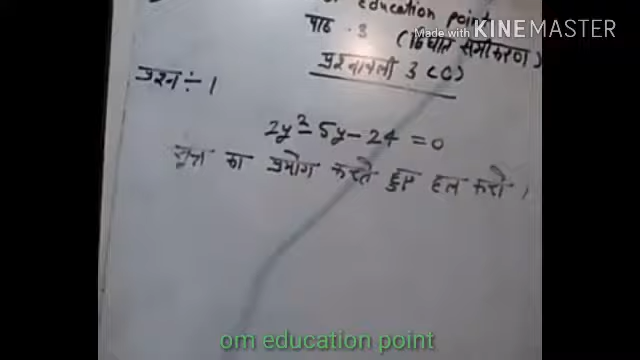 education point
Made with KINEMASTER
पाठ - 3 (द्विघात समीकरण)
प्रश्नावली 3 (C)
प्रश्न ÷ 1
2y² - 5y - 24 = 0
सूत्र का प्रयोग करते हुए हल करो।
om education point